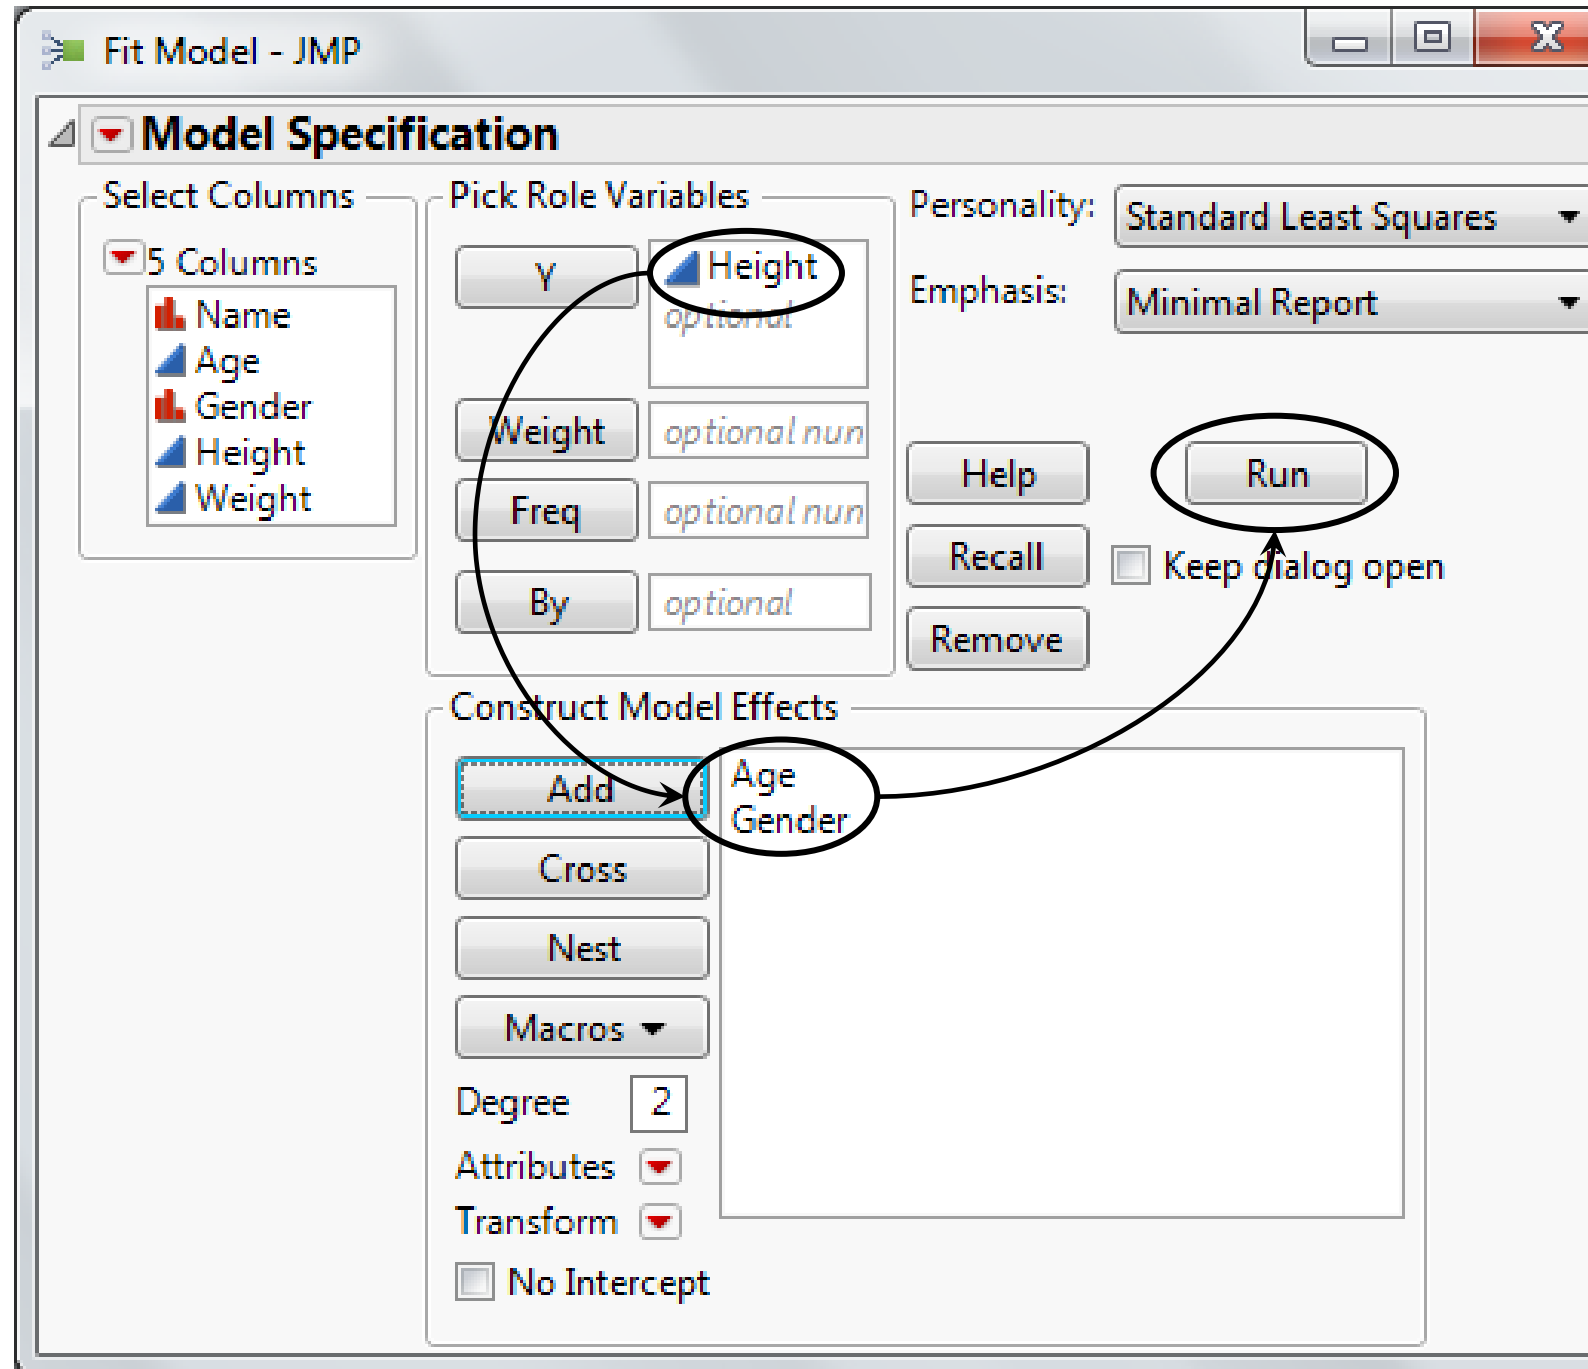 Fit Model - JMP
Model Specification
Select Columns
5 Columns
Name
Age
Gender
Height
Weight
Pick Role Variables
Y
Height
optional
Weight
optional num
Freq
optional num
By
optional
Personality:
Standard Least Squares
Emphasis:
Minimal Report
Help
Run
Recall
Keep dialog open
Remove
Construct Model Effects
Add
Age
Gender
Cross
Nest
Macros
Degree
2
Attributes
Transform
No Intercept